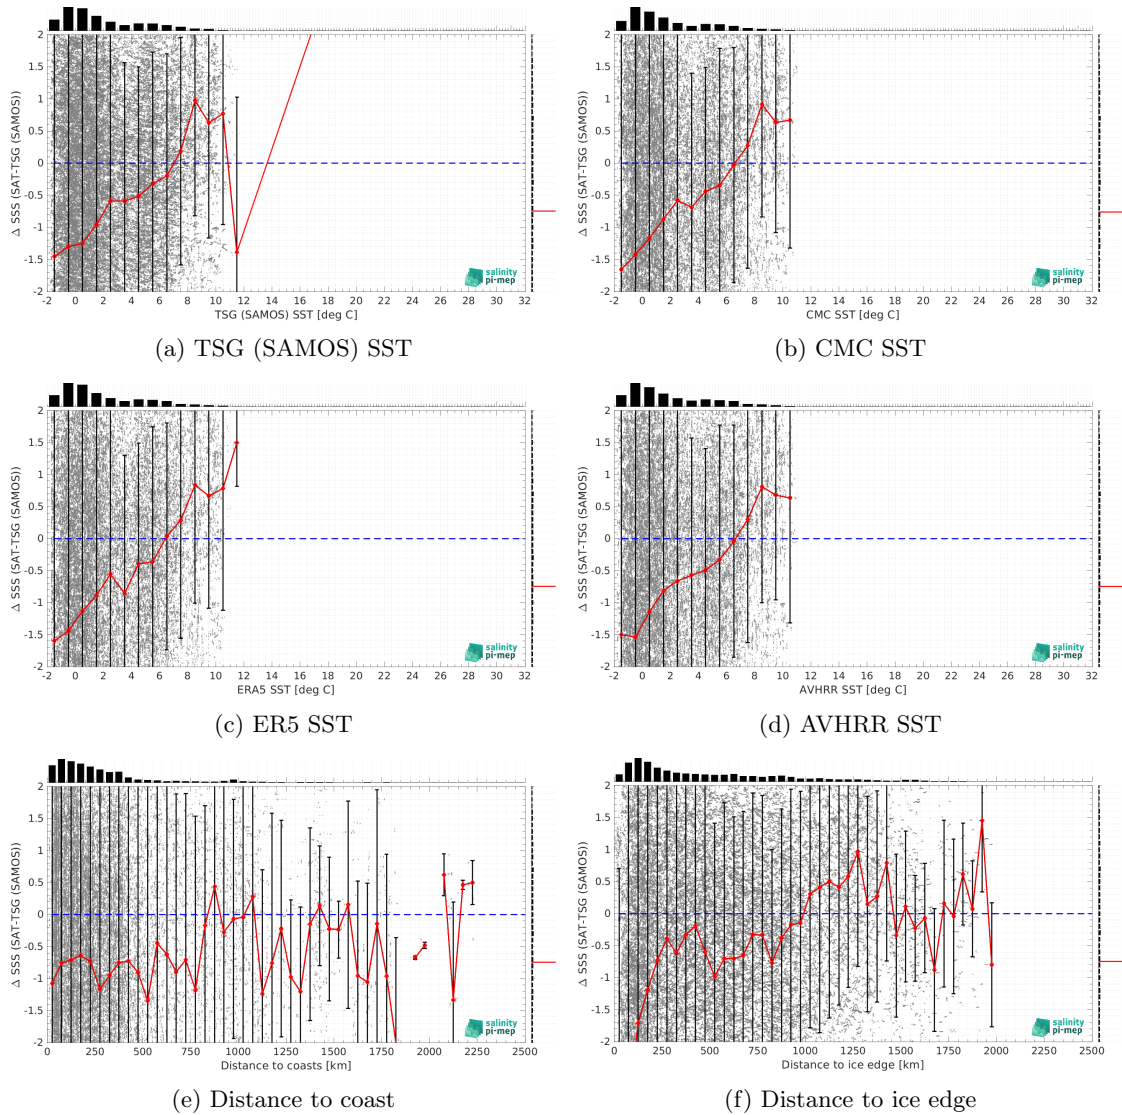 2
1.5
1
0.5
0
-0.5
-1
-1.5
-2
Δ SSS (SAT-TSG (SAMOS))
-2 0 2 4 6 8 10 12 14 16 18 20 22 24 26 28 30 32
TSG (SAMOS) SST [deg C]
salinity
pi-mep
(a) TSG (SAMOS) SST
2
1.5
1
0.5
0
-0.5
-1
-1.5
-2
Δ SSS (SAT-TSG (SAMOS))
-2 0 2 4 6 8 10 12 14 16 18 20 22 24 26 28 30 32
CMC SST [deg C]
salinity
pi-mep
(b) CMC SST
2
1.5
1
0.5
0
-0.5
-1
-1.5
-2
Δ SSS (SAT-TSG (SAMOS))
-2 0 2 4 6 8 10 12 14 16 18 20 22 24 26 28 30 32
ERA5 SST [deg C]
salinity
pi-mep
(c) ER5 SST
2
1.5
1
0.5
0
-0.5
-1
-1.5
-2
Δ SSS (SAT-TSG (SAMOS))
-2 0 2 4 6 8 10 12 14 16 18 20 22 24 26 28 30 32
AVHRR SST [deg C]
salinity
pi-mep
(d) AVHRR SST
2
1.5
1
0.5
0
-0.5
-1
-1.5
-2
Δ SSS (SAT-TSG (SAMOS))
0 250 500 750 1000 1250 1500 1750 2000 2250 2500
Distance to coasts [km]
salinity
pi-mep
(e) Distance to coast
2
1.5
1
0.5
0
-0.5
-1
-1.5
-2
Δ SSS (SAT-TSG (SAMOS))
0 250 500 750 1000 1250 1500 1750 2000 2250 2500
Distance to ice edge [km]
salinity
pi-mep
(f) Distance to ice edge